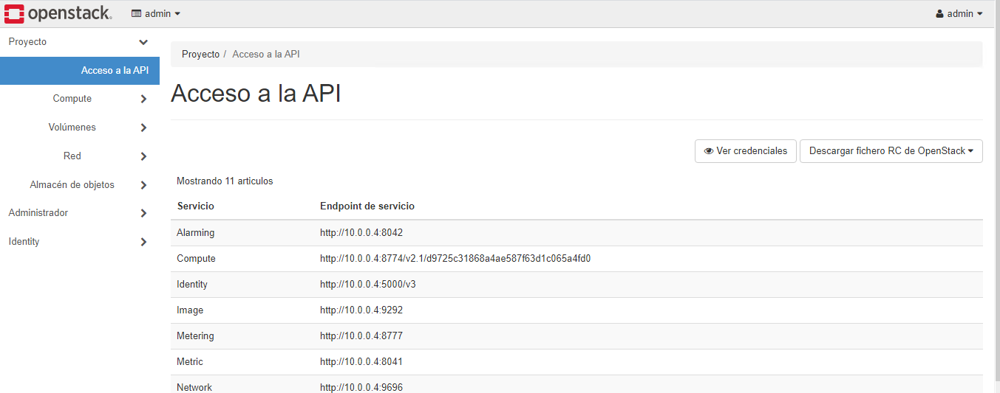 openstack. admin admin
Proyecto
Acceso a la API
Compute
Volúmenes
Red
Almacén de objetos
Administrador
Identity
Proyecto / Acceso a la API
Acceso a la API
Ver credenciales Descargar fichero RC de OpenStack
Mostrando 11 articulos
Servicio Endpoint de servicio
Alarming http://10.0.0.4:8042
Compute http://10.0.0.4:8774/v2.1/d9725c31868a4ae587f63d1c065a4fd0
Identity http://10.0.0.4:5000/v3
Image http://10.0.0.4:9292
Metering http://10.0.0.4:8777
Metric http://10.0.0.4:8041
Network http://10.0.0.4:9696